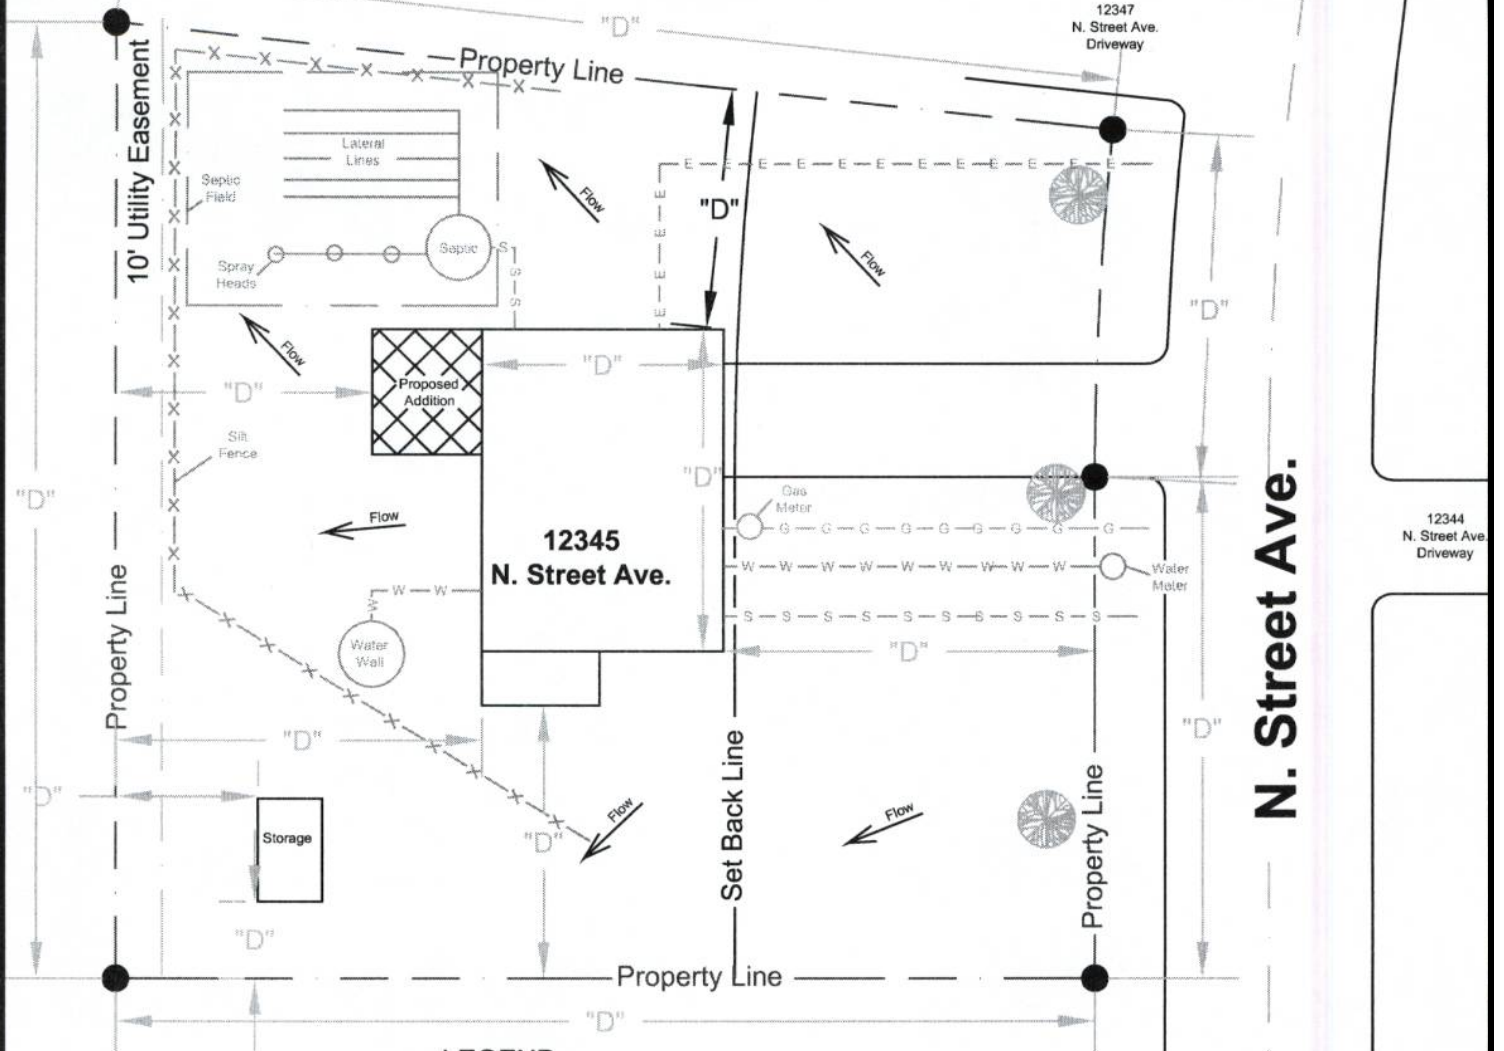 "D"
12347
N. Street Ave.
Driveway
Property Line
10' Utility Easement
Lateral
Lines
Septic
Field
Flow
"D"
E E E E E E E E E E E E
E
E
E
E
Septic
S
S
S
Spray
Heads
Flow
"D"
Flow
"D"
"D"
Proposed
Addition
Silt
Fence
"D"
"D"
Gas
Meter
Flow
G G G G G G G G G G
12345
N. Street Ave.
12344
N. Street Ave.
Driveway
W W W W W W W W W
Water
Meter
W W
W
Water
Wall
S S S S S S S S S S
"D"
Property Line
N. Street Ave.
"D"
"D"
"D"
Storage
Flow
"D"
Set Back Line
Flow
Property Line
"D"
Property Line
"D"
LEGEND